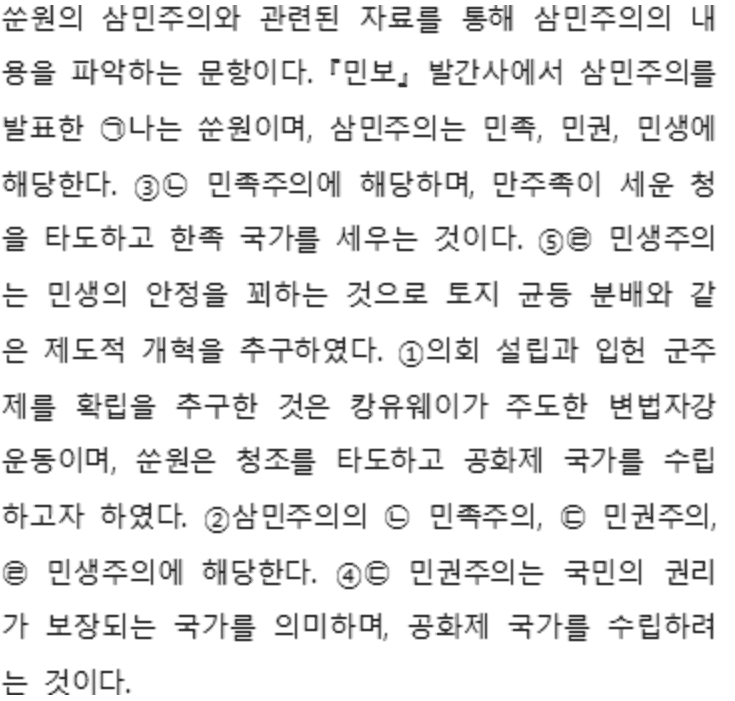 쑨원의 삼민주의와 관련된 자료를 통해 삼민주의의 내
용을 파악하는 문항이다. 『민보』 발간사에서 삼민주의를
발표한 ㉠나는 쑨원이며, 삼민주의는 민족, 민권, 민생에
해당한다. ③㉡ 민족주의에 해당하며, 만주족이 세운 청
을 타도하고 한족 국가를 세우는 것이다. ⑤㉣ 민생주의
는 민생의 안정을 꾀하는 것으로 토지 균등 분배와 같
은 제도적 개혁을 추구하였다. ①의회 설립과 입헌 군주
제를 확립을 추구한 것은 캉유웨이가 주도한 변법자강
운동이며, 쑨원은 청조를 타도하고 공화제 국가를 수립
하고자 하였다. ②삼민주의의 ㉡ 민족주의, ㉢ 민권주의,
㉣ 민생주의에 해당한다. ④㉢ 민권주의는 국민의 권리
가 보장되는 국가를 의미하며, 공화제 국가를 수립하려
는 것이다.